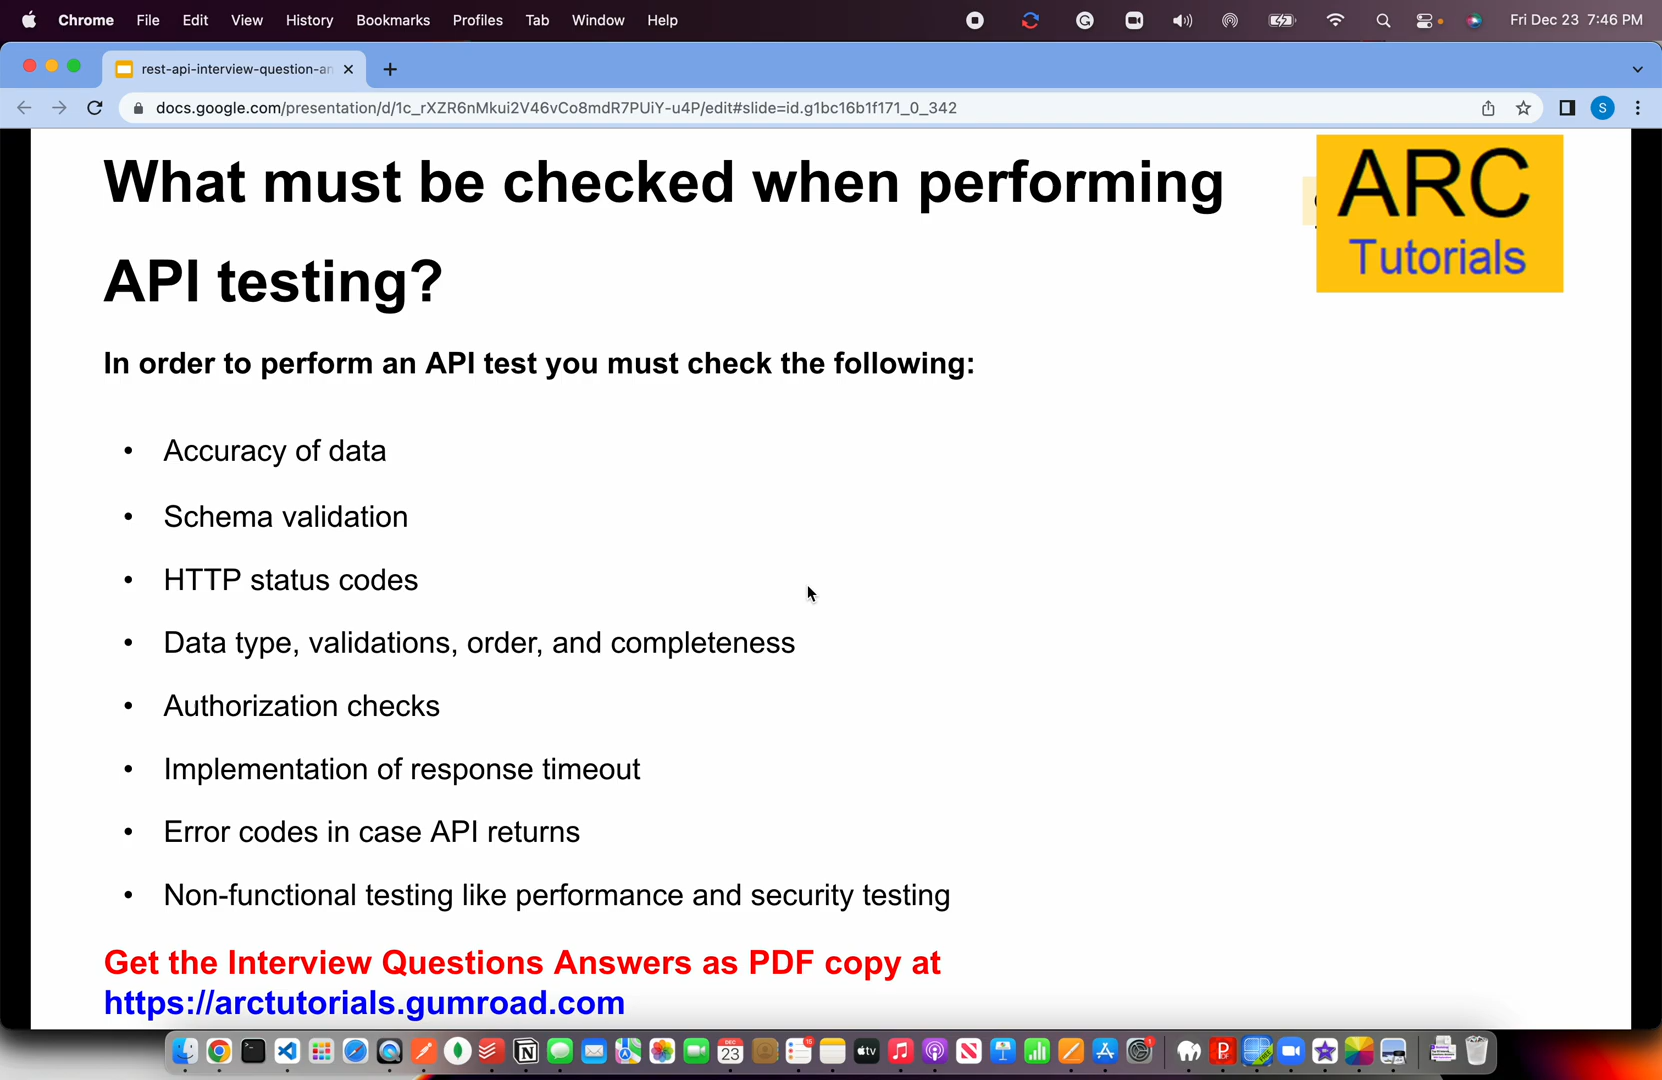 Chrome File Edit View History Bookmarks Profiles Tab Window Help Fri Dec 23 7:46 PM
rest-api-interview-question-an
docs.google.com/presentation/d/1c_rXZR6nMkui2V46vCo8mdR7PUiY-u4P/edit#slide=id.g1bc16b1f171_0_342
S
What must be checked when performing
API testing?
ARC
Tutorials
In order to perform an API test you must check the following:
• Accuracy of data
• Schema validation
• HTTP status codes
• Data type, validations, order, and completeness
• Authorization checks
• Implementation of response timeout
• Error codes in case API returns
• Non-functional testing like performance and security testing
Get the Interview Questions Answers as PDF copy at
https://arctutorials.gumroad.com
DEC
23
tv